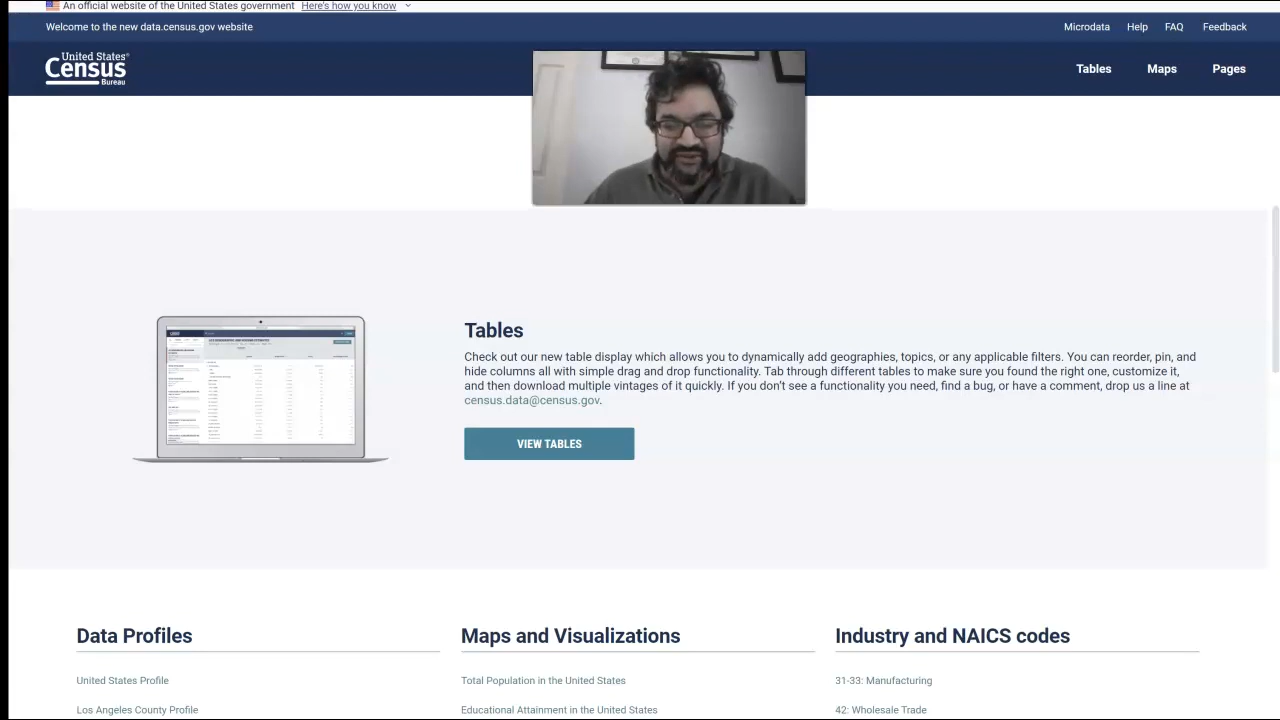 An official website of the United States government Here's how you know
Welcome to the new data.census.gov website
Microdata Help FAQ Feedback
United States®
Census
Bureau
Tables Maps Pages
Tables
Check out our new table display which allows you to dynamically add geographies, topics, or any applicable filters. You can reorder, pin, and
hide columns all with simple drag and drop functionality. Tab through different tables to make sure you found the right one, customize it,
and then download multiple vintages of it quickly. If you don't see a functionality you need, find a bug, or have a comment, drop us a line at
census.data@census.gov.
VIEW TABLES
Data Profiles
United States Profile
Los Angeles County Profile
Maps and Visualizations
Total Population in the United States
Educational Attainment in the United States
Industry and NAICS codes
31-33: Manufacturing
42: Wholesale Trade